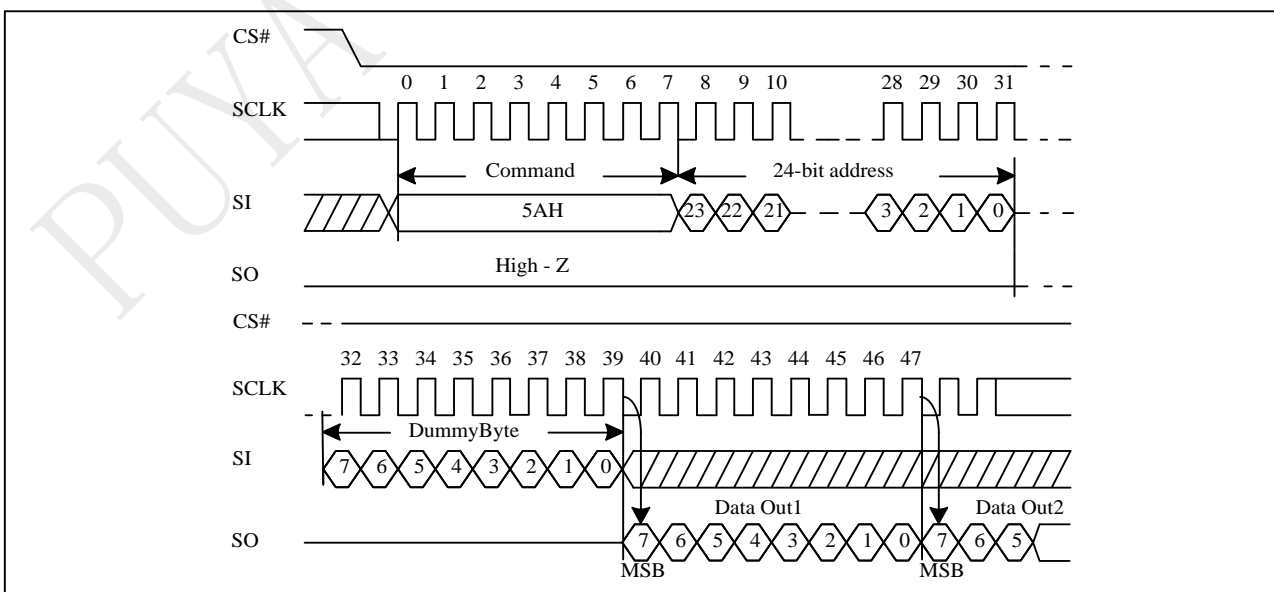 PUYA
CS#
0 1 2 3 4 5 6 7 8 9 10 28 29 30 31
SCLK
Command 24-bit address
SI 5AH 23 22 21 3 2 1 0
High - Z
SO
CS#
32 33 34 35 36 37 38 39 40 41 42 43 44 45 46 47
SCLK
DummyByte
SI 7 6 5 4 3 2 1 0
Data Out1 Data Out2
SO 7 6 5 4 3 2 1 0 7 6 5
MSB MSB